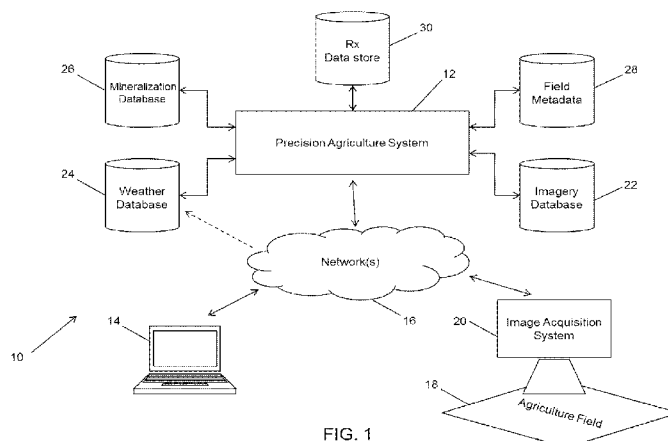 30
Rx
Data store
26
Mineralization
Database
12
Field
Metadata
28
Precision Agriculture System
24
Weather
Database
Imagery
Database
22
Network(s)
14
16
20
Image Acquisition
System
10
18
Agriculture Field
FIG. 1